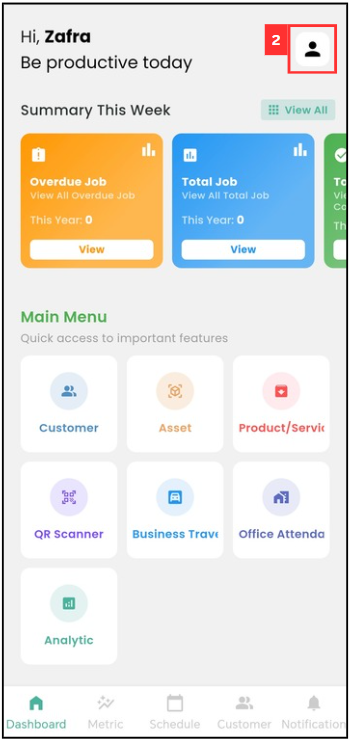 Hi, Zafra
2
Be productive today
Summary This Week
View All
Overdue Job
View All Overdue Job
This Year: 0
View
Total Job
View All Total Job
This Year: 0
View
To
Vie
Co
Th
Main Menu
Quick access to important features
Customer
Asset
Product/Servic
QR Scanner
Business Trave
Office Attenda
Analytic
Dashboard
Metric
Schedule
Customer
Notification